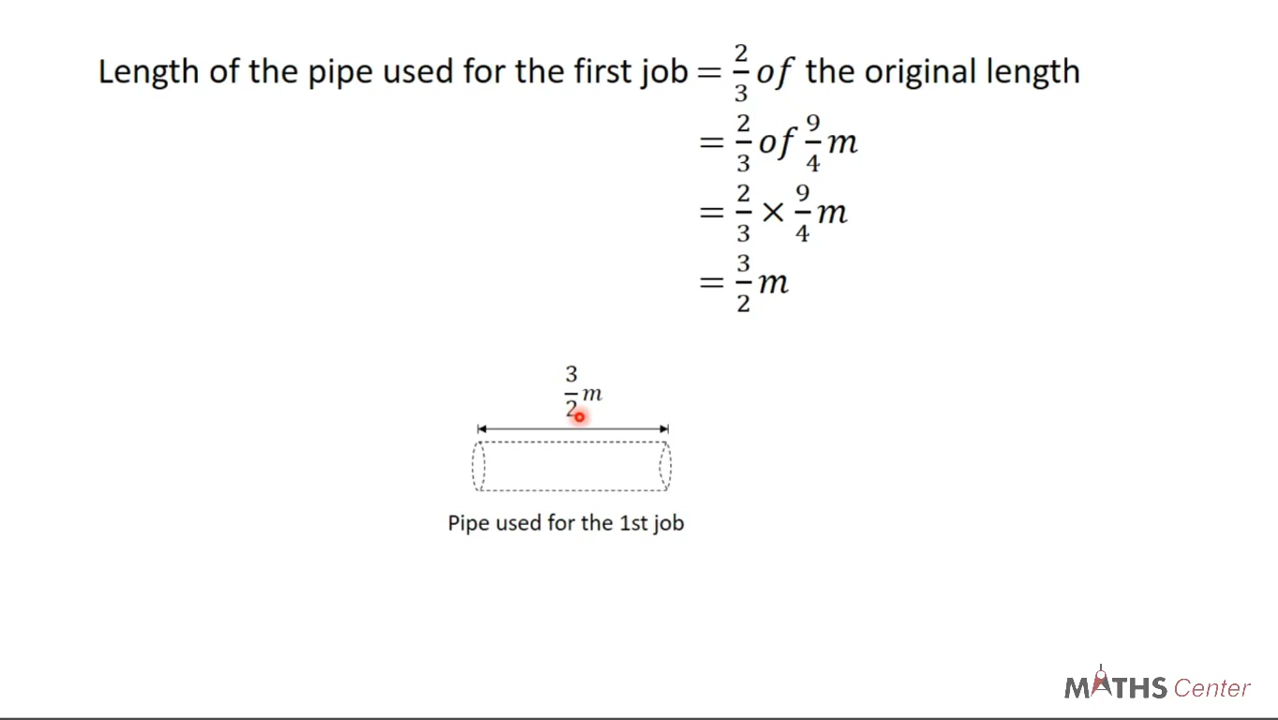 Length of the pipe used for the first job = 2/3 of the original length
= 2/3 of 9/4 m
= 2/3 × 9/4 m
= 3/2 m
3/2 m
Pipe used for the 1st job
MATHS Center